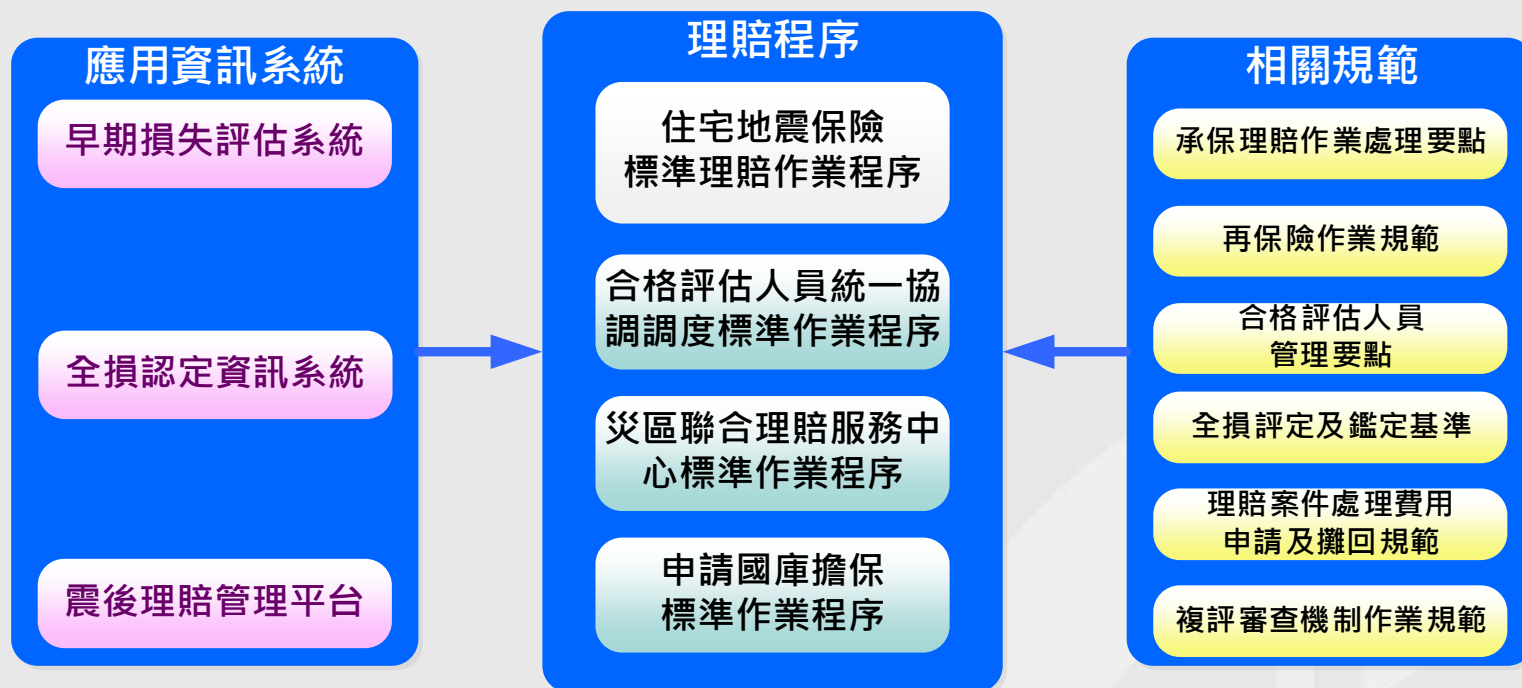 應用資訊系統
早期損失評估系統
全損認定資訊系統
震後理賠管理平台
理賠程序
住宅地震保險
標準理賠作業程序
合格評估人員統一協
調調度標準作業程序
災區聯合理賠服務中
心標準作業程序
申請國庫擔保
標準作業程序
相關規範
承保理賠作業處理要點
再保險作業規範
合格評估人員
管理要點
全損評定及鑑定基準
理賠案件處理費用
申請及攤回規範
複評審查機制作業規範